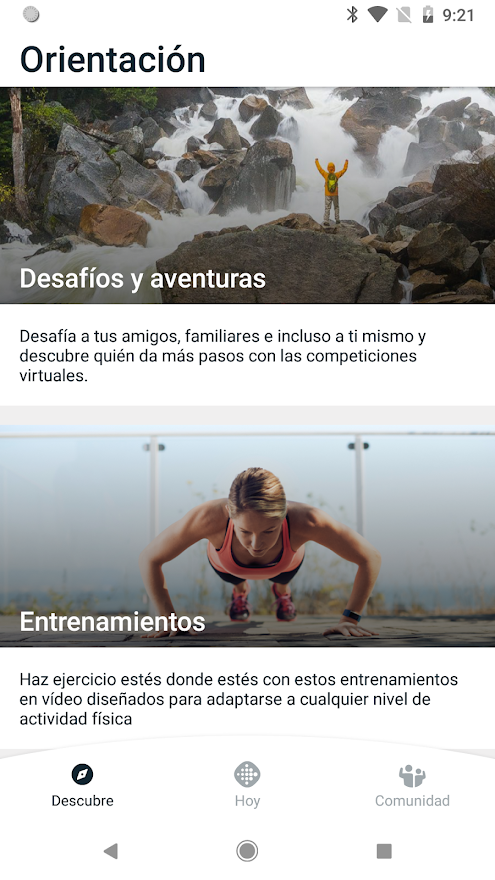 9:21
Orientación
Desafíos y aventuras
Desafía a tus amigos, familiares e incluso a ti mismo y
descubre quién da más pasos con las competiciones
virtuales.
Entrenamientos
Haz ejercicio estés donde estés con estos entrenamientos
en vídeo diseñados para adaptarse a cualquier nivel de
actividad física
Descubre
Hoy
Comunidad